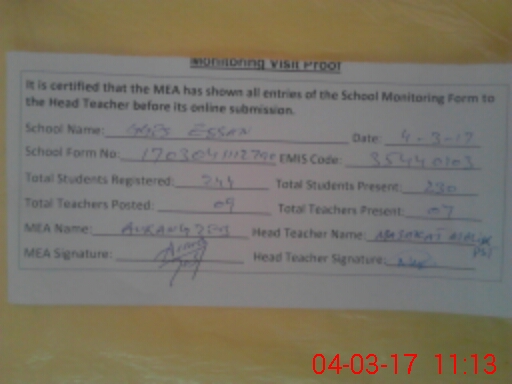 Monitoring Visit Proof
It is certified that the MEA has shown all entries of the School Monitoring Form to
the Head Teacher before its online submission.
School Name: GGPS ESSAN Date: 4-3-17
School Form No: EMIS Code: 35440103
Total Students Registered: 244 Total Students Present: 230
Total Teachers Posted: 09 Total Teachers Present: 07
MEA Name: Head Teacher Name: PST
MEA Signature: Head Teacher Signature:
04-03-17 11:13